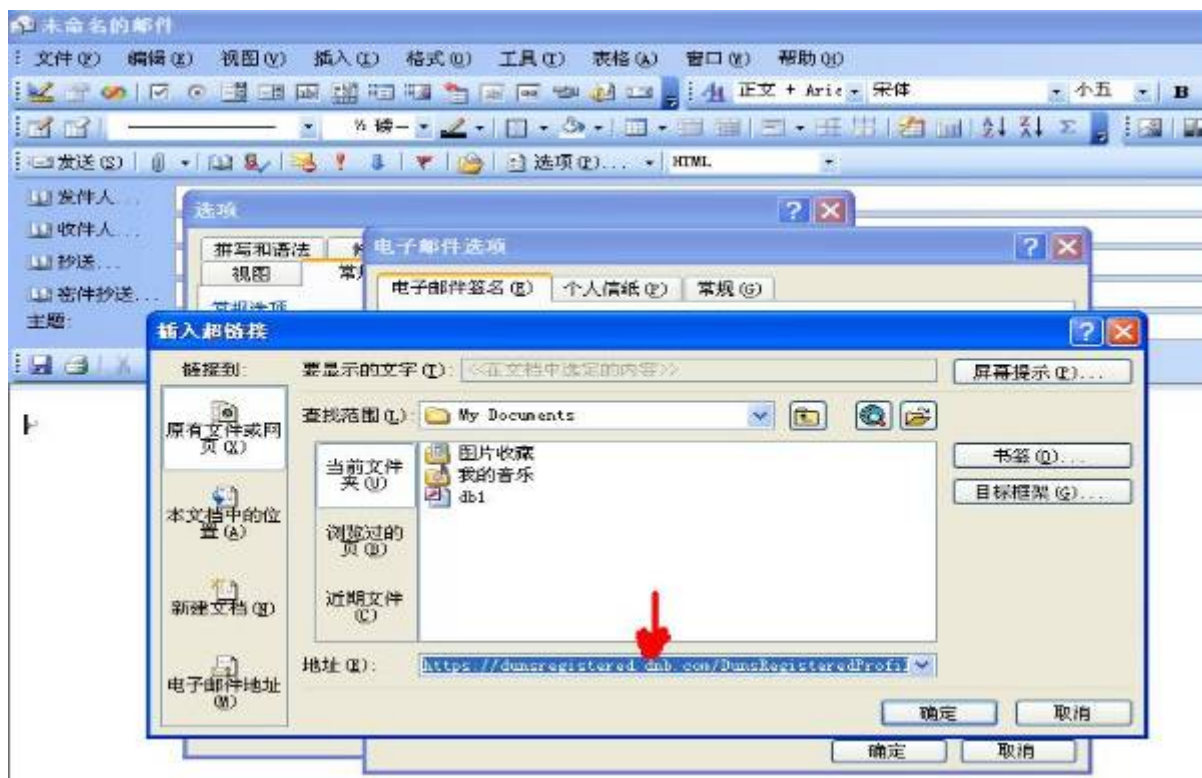 未命名的邮件
文件(F) 编辑(E) 视图(V) 插入(I) 格式(O) 工具(T) 表格(A) 窗口(W) 帮助(H)
正文 + Aria 宋体 小五 B
½ 磅
发送(S) 选项(P)... HTML
发件人...
收件人...
抄送...
密件抄送...
主题:
选项
拼写和语法
视图
常规选项
电子邮件选项
电子邮件签名(E) 个人信纸(P) 常规(G)
插入超链接
链接到: 要显示的文字(T): <<在文档中选定的内容>> 屏幕提示(P)...
原有文件或网页(X)
本文档中的位置(A)
新建文档(N)
电子邮件地址(M)
查找范围(L): My Documents
当前文件夹(U)
浏览过的页(B)
近期文件(C)
图片收藏
我的音乐
db1
书签(O)...
目标框架(G)...
地址(E): https://dunsregistered.dnb.com/DunsRegisteredProfil
确定 取消
确定 取消